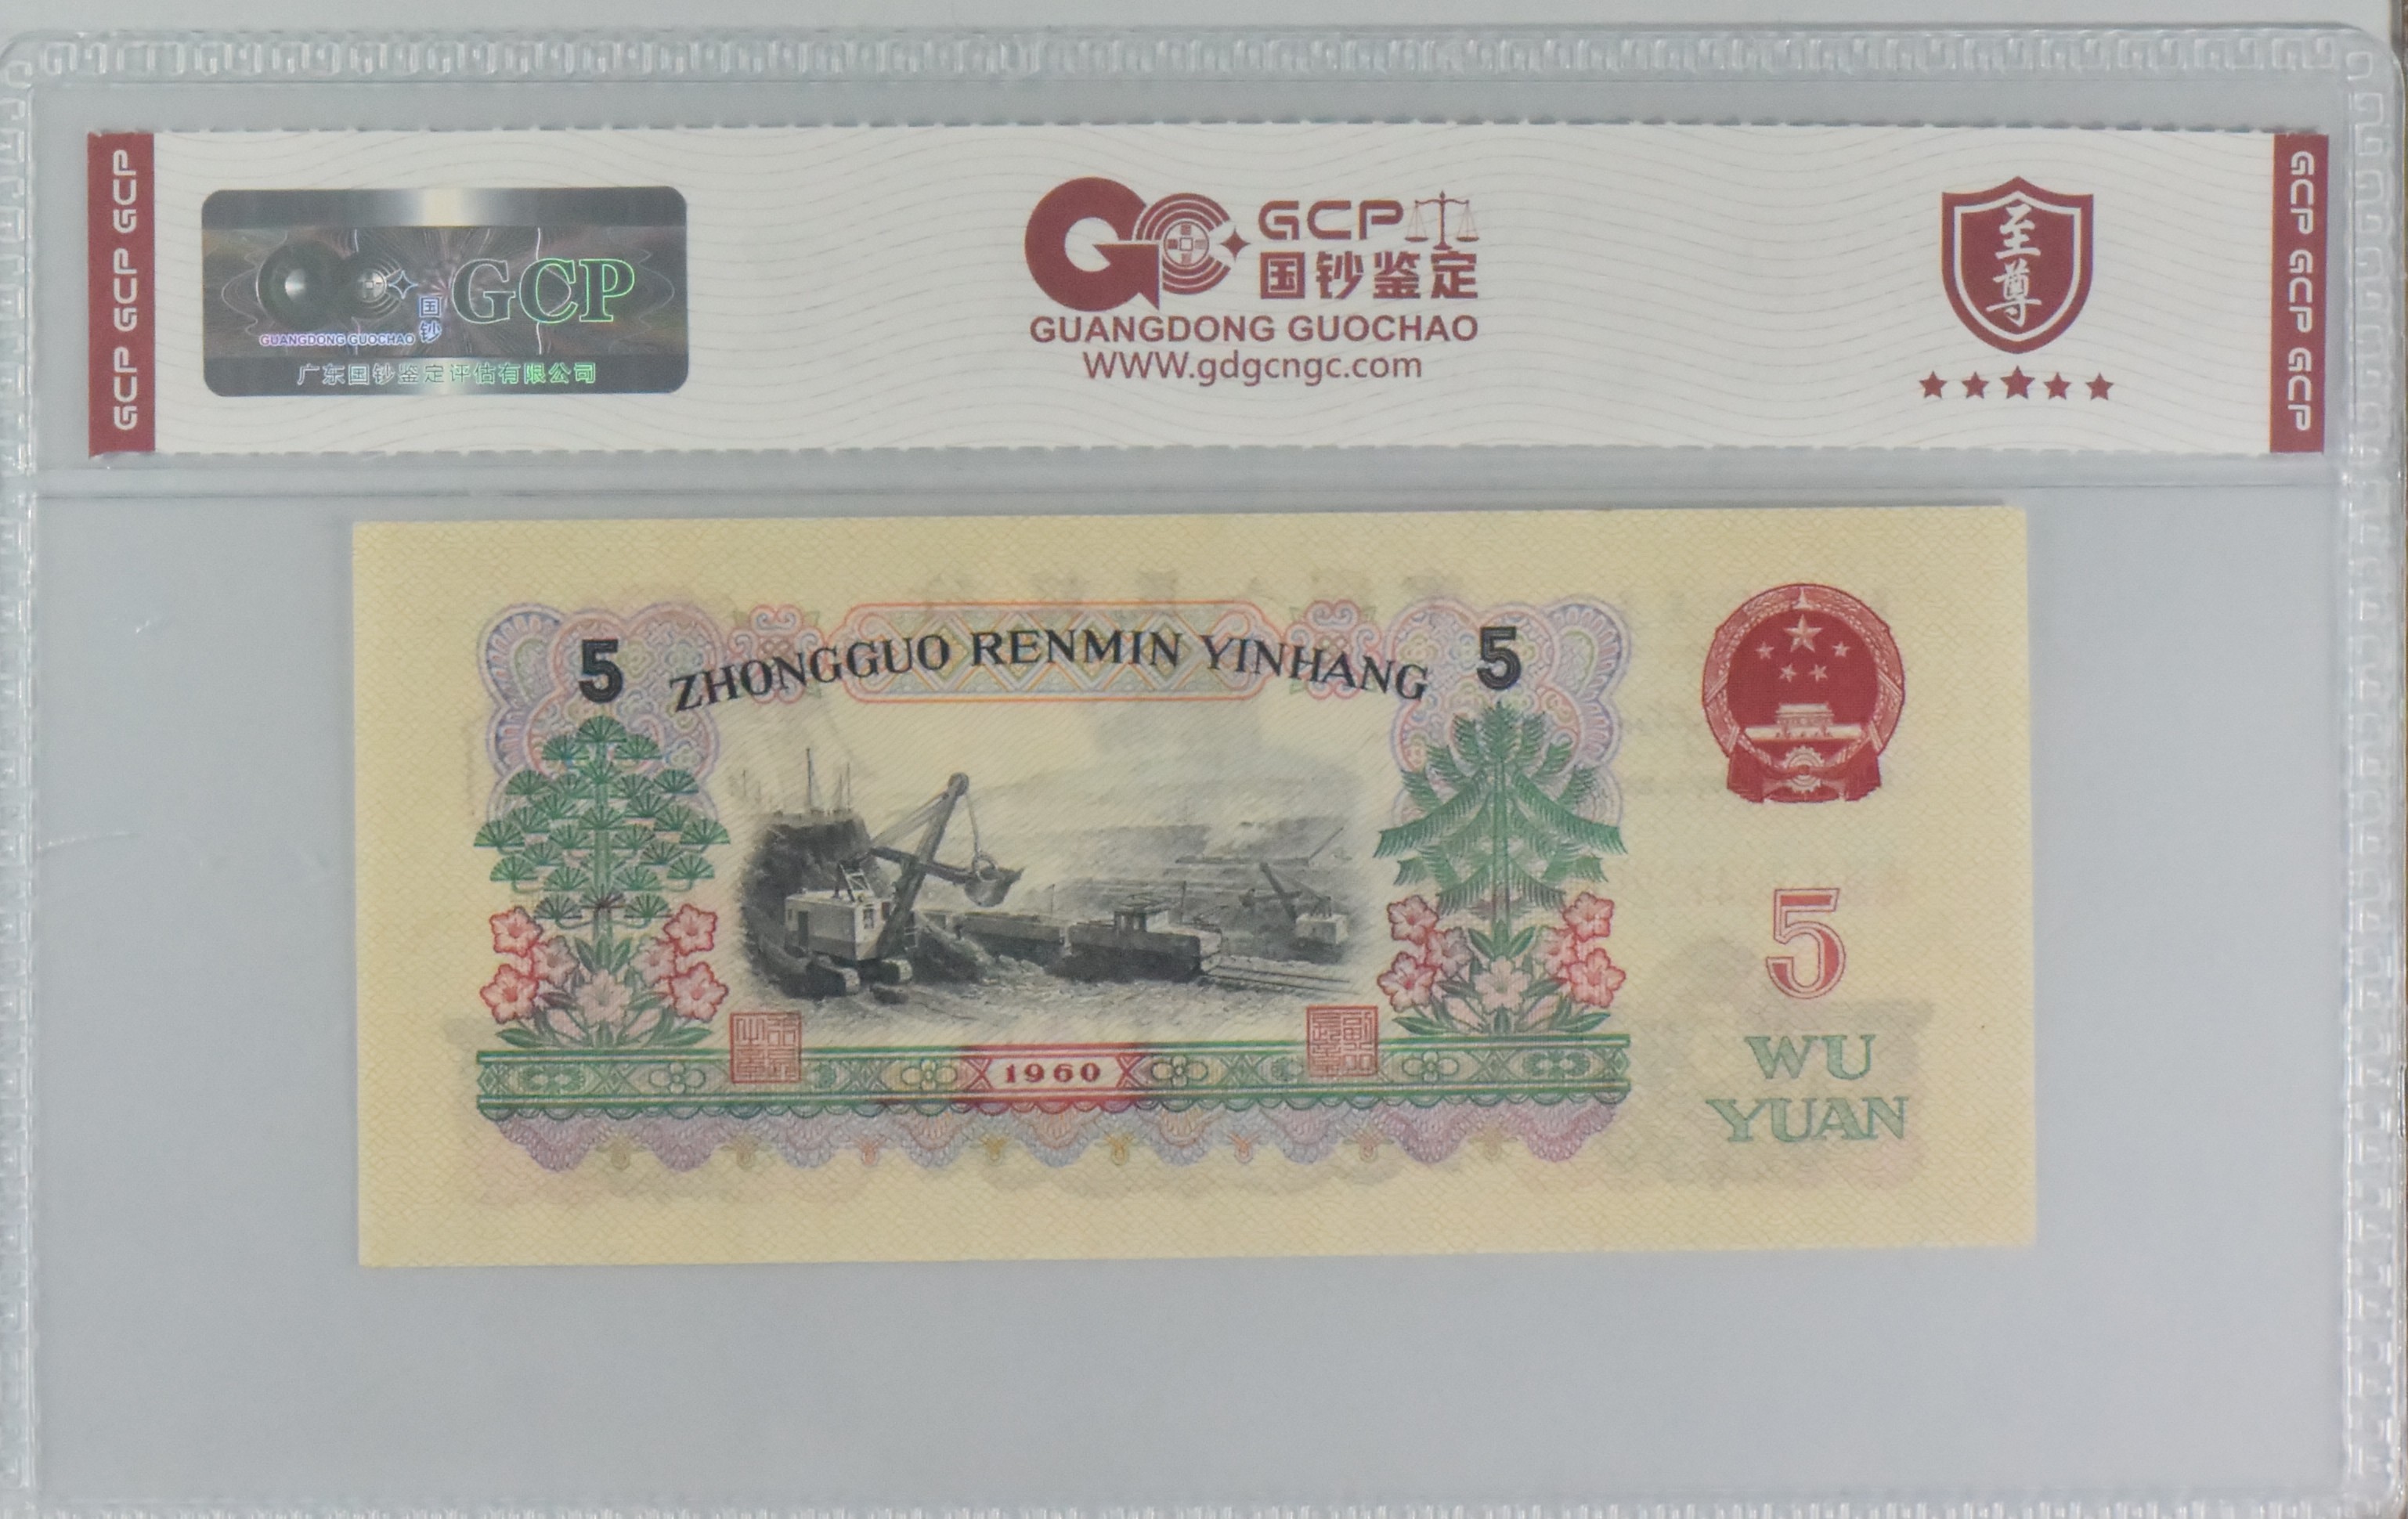 GCP GCP GCP
GCP
国钞
GUANGDONG GUOCHAO
广东国钞鉴定评估有限公司
GCP
国钞鉴定
GUANGDONG GUOCHAO
WWW.gdgcngc.com
至尊
GCP GCP GCP
5 ZHONGGUO RENMIN YINHANG 5
5
1960
WU
YUAN